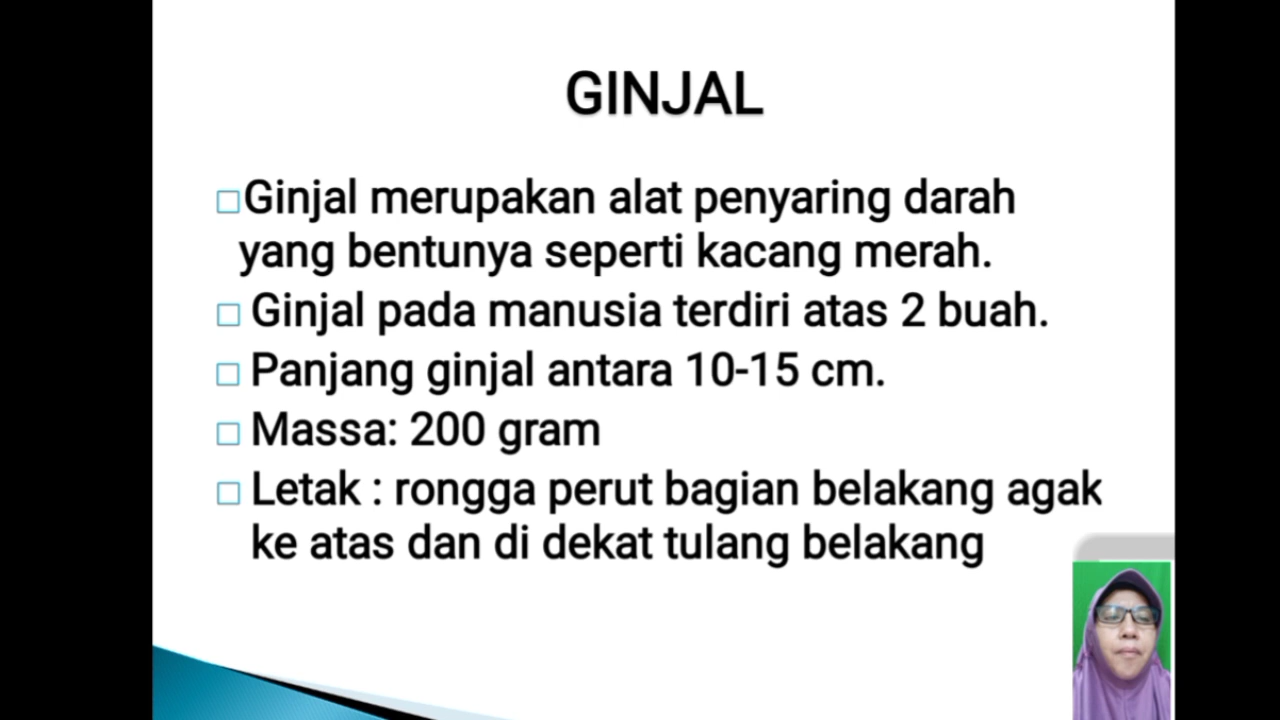 GINJAL
Ginjal merupakan alat penyaring darah
yang bentunya seperti kacang merah.
Ginjal pada manusia terdiri atas 2 buah.
Panjang ginjal antara 10-15 cm.
Massa: 200 gram
Letak : rongga perut bagian belakang agak
ke atas dan di dekat tulang belakang